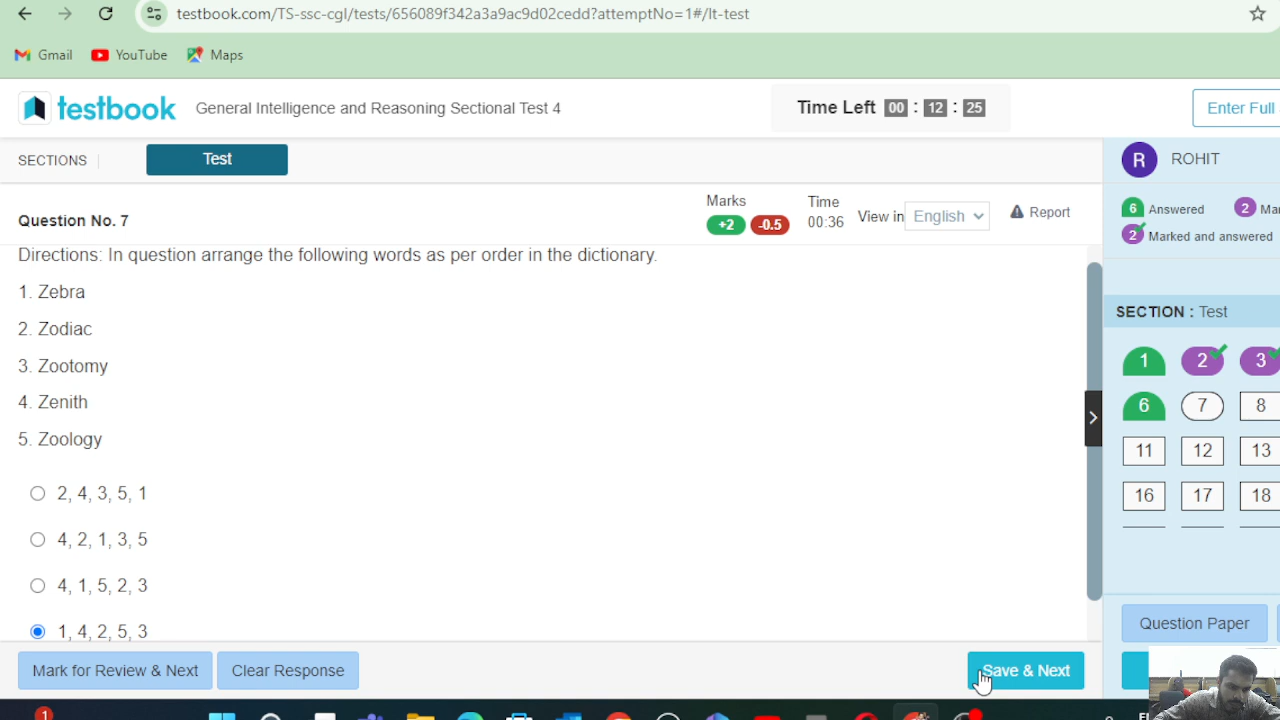 testbook.com/TS-ssc-cgl/tests/656089f342a3a9ac9d02cedd?attemptNo=1#/lt-test
Gmail YouTube Maps
testbook General Intelligence and Reasoning Sectional Test 4 Time Left 00 : 12 : 25 Enter Full
SECTIONS Test R ROHIT
Question No. 7 Marks +2 -0.5 Time 00:36 View in English Report
6 Answered 2 Ma
2 Marked and answered
Directions: In question arrange the following words as per order in the dictionary.
1. Zebra
2. Zodiac
3. Zootomy
4. Zenith
5. Zoology
2, 4, 3, 5, 1
4, 2, 1, 3, 5
4, 1, 5, 2, 3
1, 4, 2, 5, 3
SECTION : Test
1 2 3
6 7 8
11 12 13
16 17 18
Question Paper
Mark for Review & Next Clear Response Save & Next
1